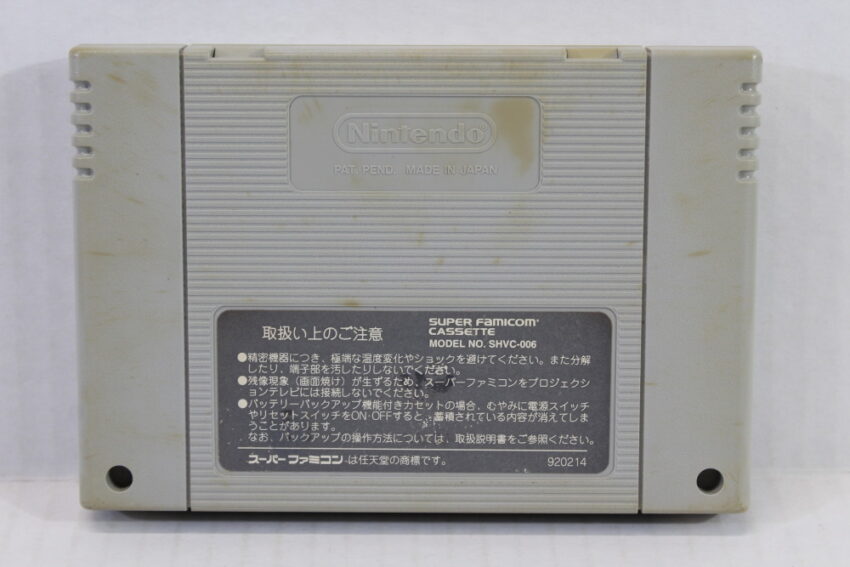 Nintendo®
PAT. PEND. MADE IN JAPAN
取扱い上のご注意
SUPER FAMICOM
CASSETTE
MODEL NO. SHVC-006
●精密機器につき、極端な温度変化やショックを避けてください。また分解
したり、端子部を汚したりしないでください。
●残像現象(画面焼け)が生ずるため、スーパーファミコンをプロジェクシ
ョンテレビには接続しないでください。
●バッテリーバックアップ機能付きカセットの場合、むやみに電源スイッチ
やリセットスイッチをON・OFFすると、蓄積されている内容が消えてしま
うことがあります。
なお、バックアップの操作方法については、取扱説明書をご参照ください。
スーパーファミコンは任天堂の商標です。
920214